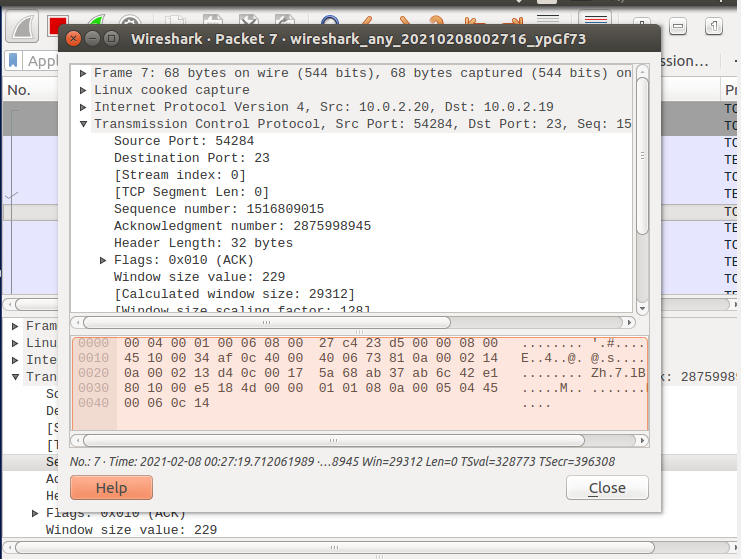 Wireshark · Packet 7 · wireshark_any_20210208002716_ypGf73
Appl
ssion…
No.
Pr
Frame 7: 68 bytes on wire (544 bits), 68 bytes captured (544 bits) on
Linux cooked capture
Internet Protocol Version 4, Src: 10.0.2.20, Dst: 10.0.2.19
Transmission Control Protocol, Src Port: 54284, Dst Port: 23, Seq: 15
Source Port: 54284
Destination Port: 23
[Stream index: 0]
[TCP Segment Len: 0]
Sequence number: 1516809015
Acknowledgment number: 2875998945
Header Length: 32 bytes
Flags: 0x010 (ACK)
Window size value: 229
[Calculated window size: 29312]
[Window size scaling factor: 128]
TC
TC
TC
TE
TC
TE
TC
TE
TC
TE
TE
TC
0000 00 04 00 01 00 06 08 00 27 c4 23 d5 00 00 08 00 ........ '.#.....
0010 45 10 00 34 af 0c 40 00 40 06 73 81 0a 00 02 14 E..4..@. @.s.....
0020 0a 00 02 13 d4 0c 00 17 5a 68 ab 37 ab 6c 42 e1 ........ Zh.7.lB
0030 80 10 00 e5 18 4d 00 00 01 01 08 0a 00 05 04 45 .....M.. .......
0040 00 06 0c 14 ....
No.: 7 · Time: 2021-02-08 00:27:19.712061989 ·…8945 Win=29312 Len=0 TSval=328773 TSecr=396308
Help
Close
Fram
Linu
Inte
Tran
k: 28759989
So
De
[S
[T
Se
Ac
He
Flags: 0x010 (ACK)
Window size value: 229